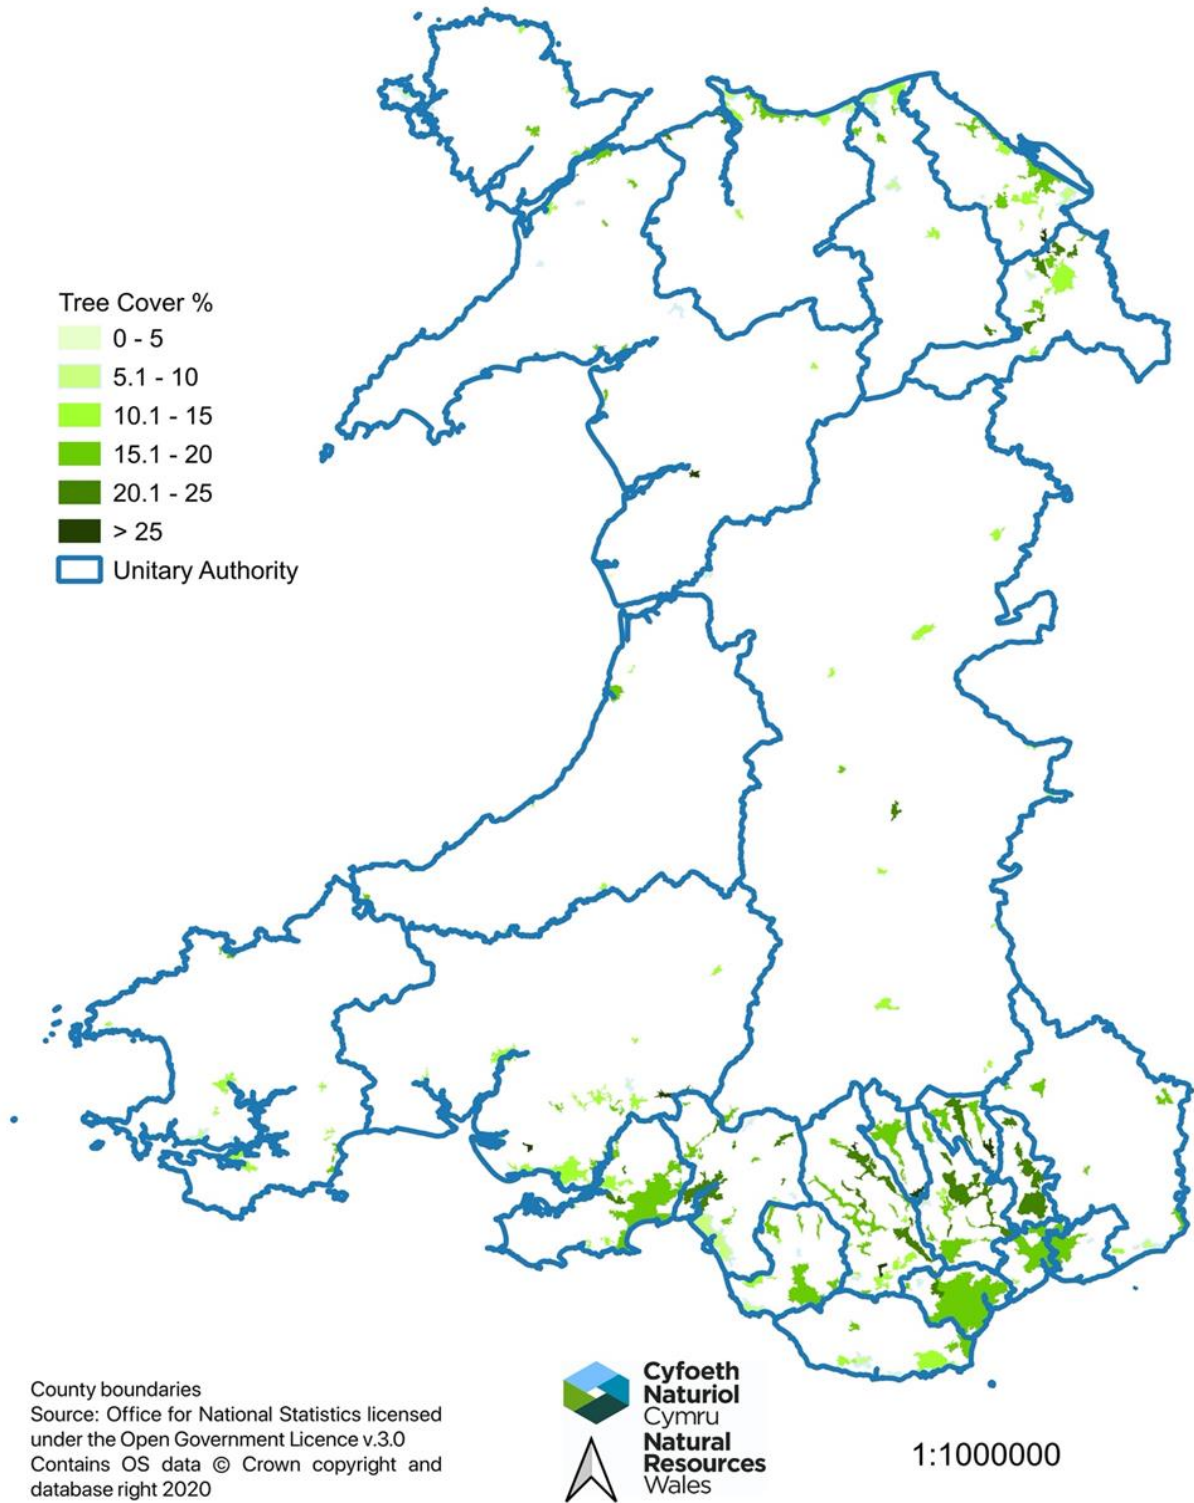 Tree Cover %
0 - 5
5.1 - 10
10.1 - 15
15.1 - 20
20.1 - 25
> 25
Unitary Authority
County boundaries
Source: Office for National Statistics licensed
under the Open Government Licence v.3.0
Contains OS data © Crown copyright and
database right 2020
Cyfoeth
Naturiol
Cymru
Natural
Resources
Wales
1:1000000